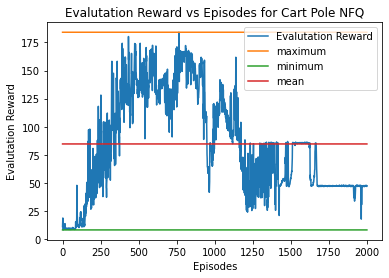 Evalutation Reward vs Episodes for Cart Pole NFQ
Evalutation Reward
maximum
minimum
mean
Evalutation Reward
175
150
125
100
75
50
25
0
0
250
500
750
1000
1250
1500
1750
2000
Episodes